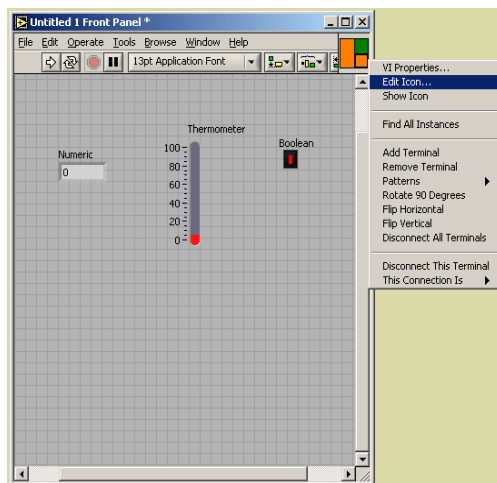 Untitled 1 Front Panel *
File Edit Operate Tools Browse Window Help
13pt Application Font
VI Properties...
Edit Icon...
Show Icon
Find All Instances
Add Terminal
Remove Terminal
Patterns
Rotate 90 Degrees
Flip Horizontal
Flip Vertical
Disconnect All Terminals
Disconnect This Terminal
This Connection Is
Thermometer
Numeric
0
100
80
60
40
20
0
Boolean